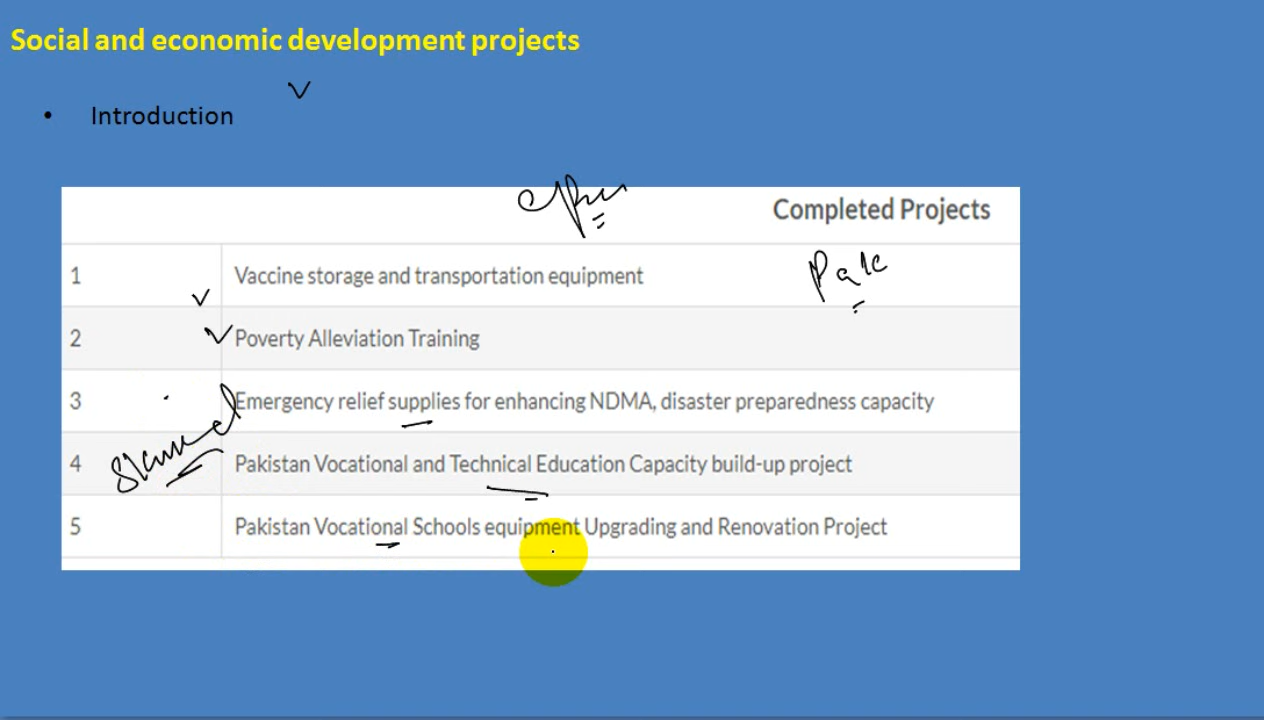 Social and economic development projects
• Introduction
Completed Projects
Pak
1 Vaccine storage and transportation equipment
2 Poverty Alleviation Training
3 Emergency relief supplies for enhancing NDMA, disaster preparedness capacity
4 Pakistan Vocational and Technical Education Capacity build-up project
5 Pakistan Vocational Schools equipment Upgrading and Renovation Project